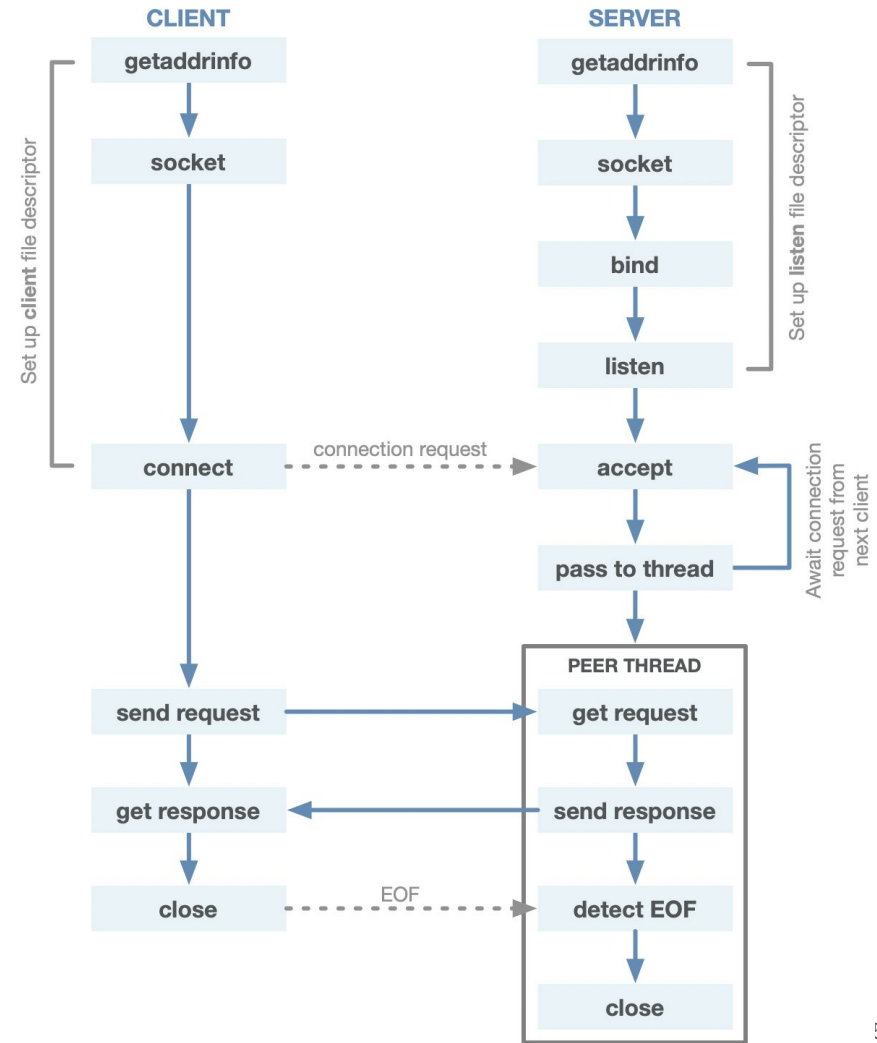 CLIENT
SERVER
getaddrinfo
getaddrinfo
socket
socket
bind
listen
Set up client file descriptor
Set up listen file descriptor
connect
connection request
accept
Await connection
request from
next client
pass to thread
PEER THREAD
send request
get request
get response
send response
close
EOF
detect EOF
close